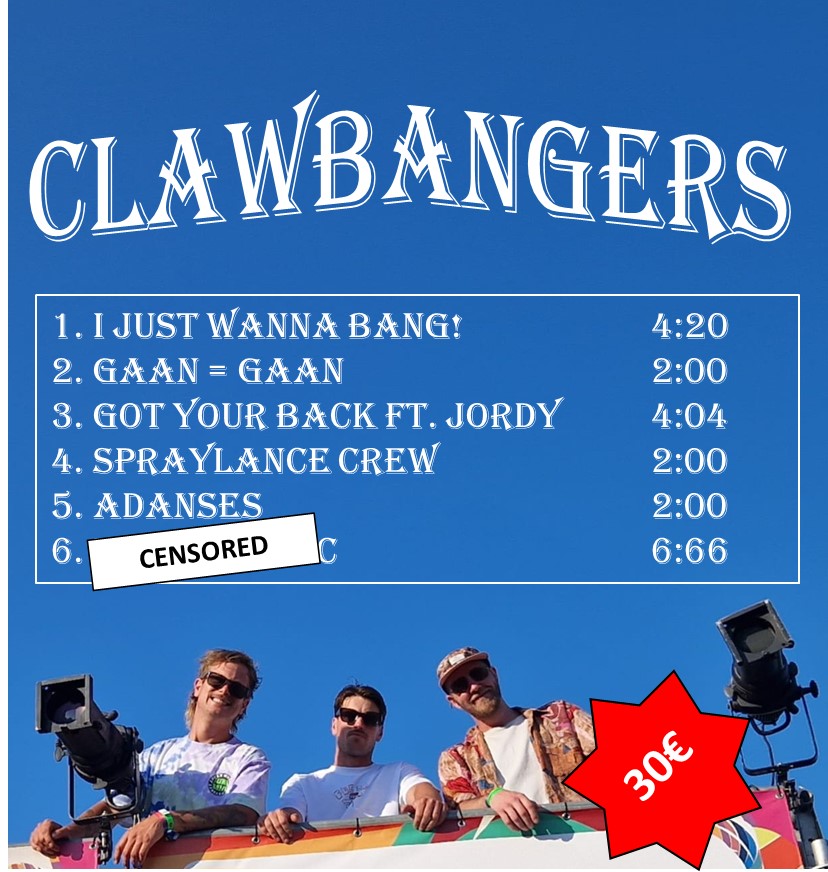 CLAWBANGERS
1. I JUST WANNA BANG! 4:20
2. GAAN = GAAN 2:00
3. GOT YOUR BACK FT. JORDY 4:04
4. SPRAYLANCE CREW 2:00
5. ADANSES 2:00
6. CENSORED C 6:66
30€